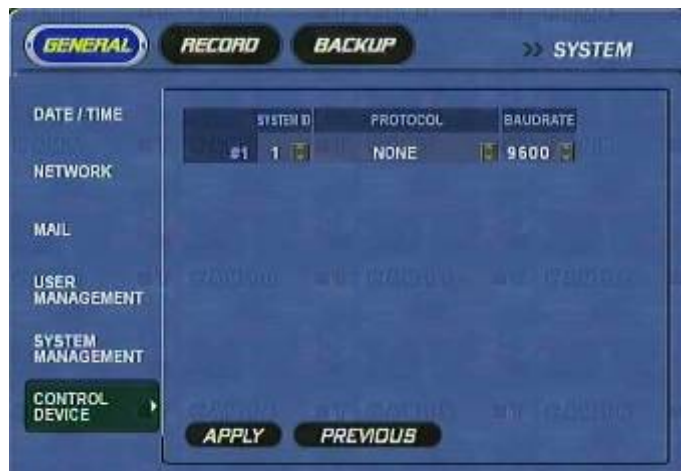 GENERAL RECORD BACKUP >> SYSTEM
DATE / TIME
NETWORK
MAIL
USER
MANAGEMENT
SYSTEM
MANAGEMENT
CONTROL
DEVICE
SYSTEM ID PROTOCOL BAUDRATE
#1 1 NONE 9600
APPLY PREVIOUS